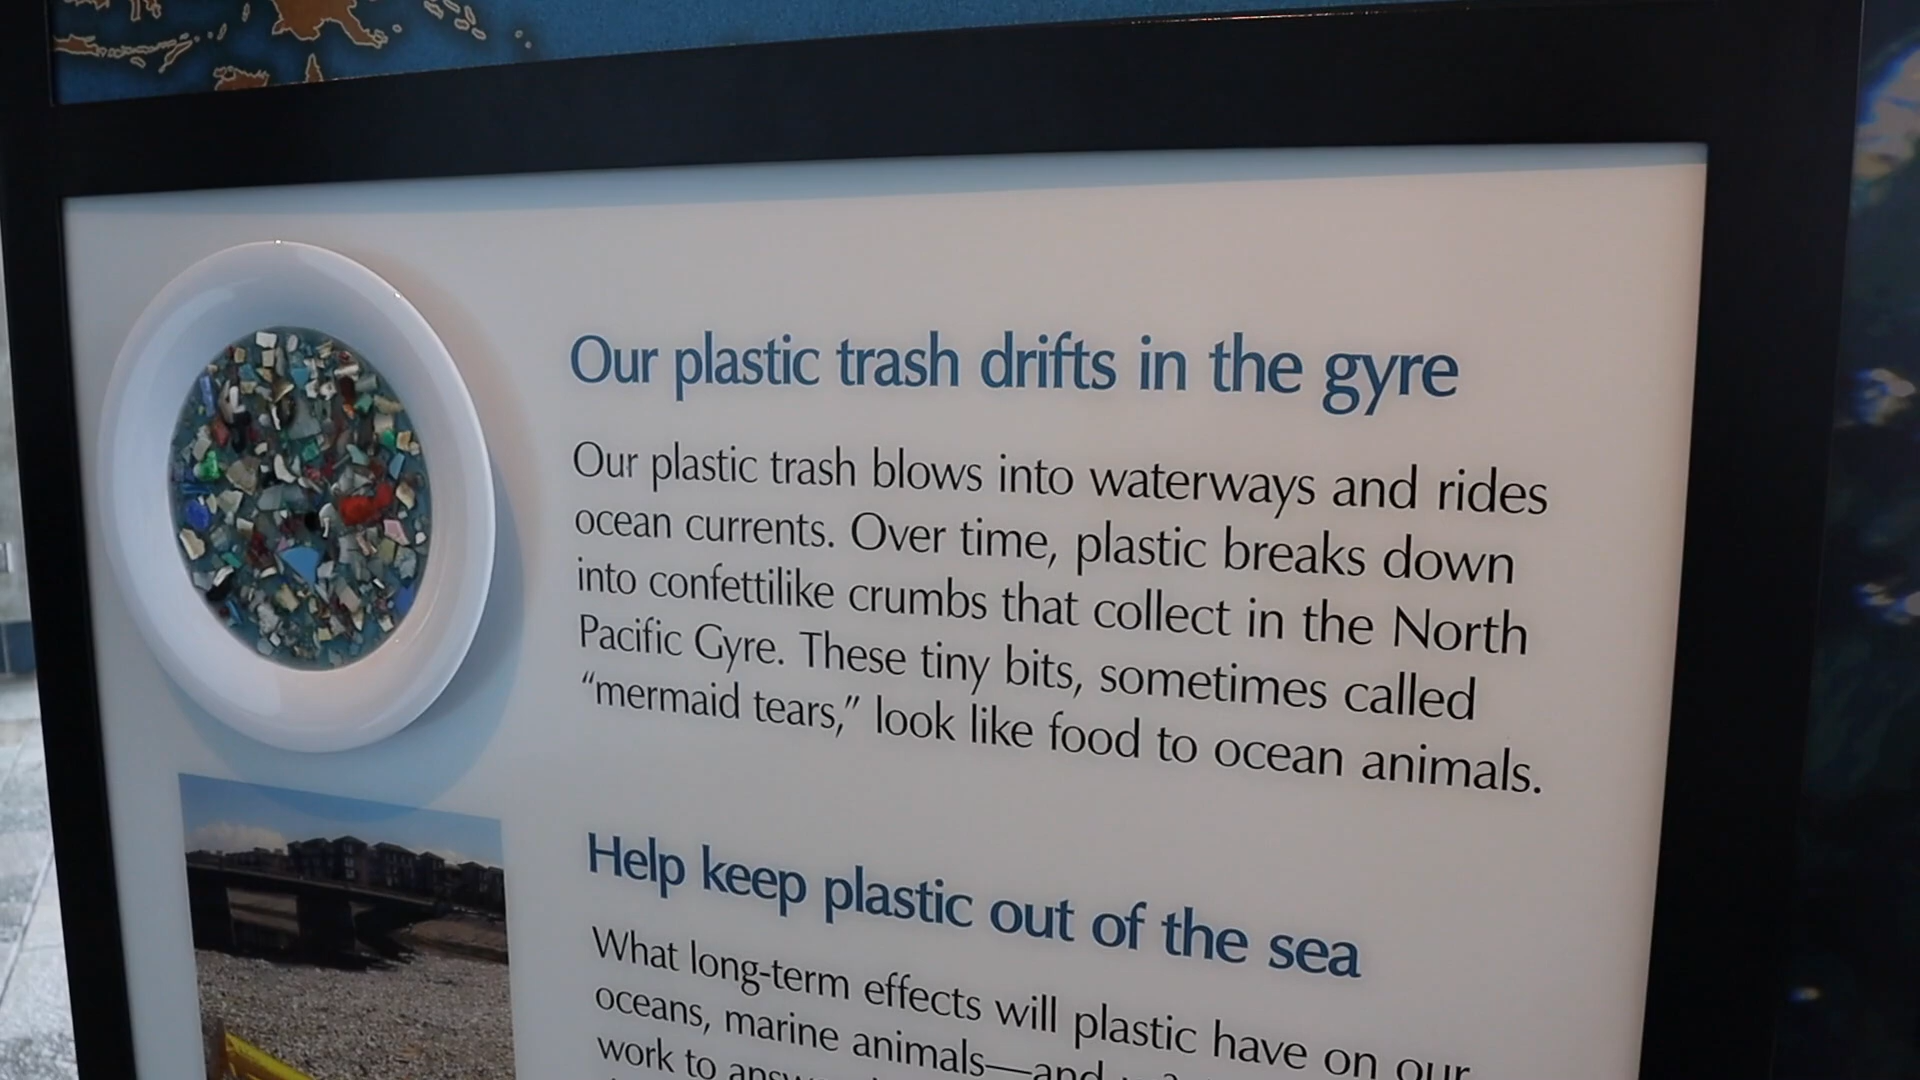 Our plastic trash drifts in the gyre
Our plastic trash blows into waterways and rides
ocean currents. Over time, plastic breaks down
into confettilike crumbs that collect in the North
Pacific Gyre. These tiny bits, sometimes called
“mermaid tears,” look like food to ocean animals.
Help keep plastic out of the sea
What long-term effects will plastic have on our
oceans, marine animals—and
work to